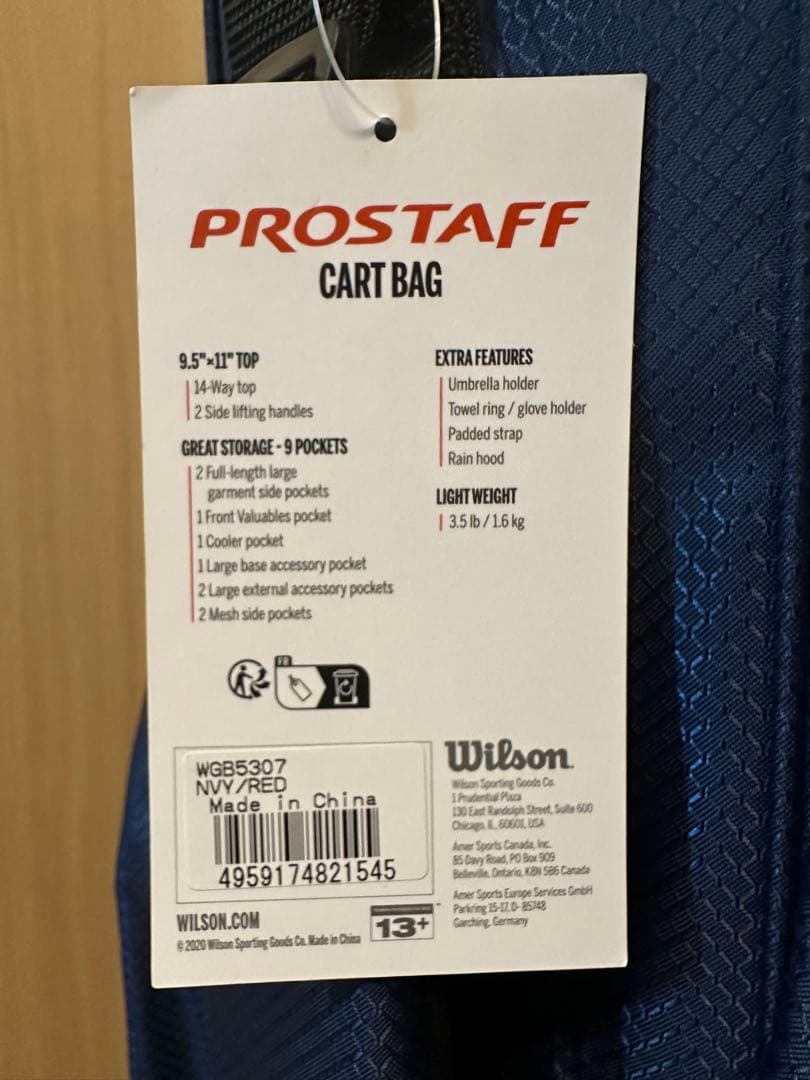 PROSTAFF
CART BAG
9.5"×11" TOP
14-Way top
2 Side lifting handles
GREAT STORAGE - 9 POCKETS
2 Full-length large
garment side pockets
1 Front Valuables pocket
1 Cooler pocket
1 Large base accessory pocket
2 Large external accessory pockets
2 Mesh side pockets
EXTRA FEATURES
Umbrella holder
Towel ring / glove holder
Padded strap
Rain hood
LIGHT WEIGHT
3.5 lb / 1.6 kg
FR
WGB5307
NVY/RED
Made in China
4959174821545
WILSON.COM
© 2020 Wilson Sporting Goods Co. Made in China
13+
Wilson
Wilson Sporting Goods Co.
1 Prudential Plaza
130 East Randolph Street, Suite 600
Chicago, IL 60601, USA
Amer Sports Canada, Inc.
85 Davy Road, PO Box 909
Belleville, Ontario, K8N 5B6 Canada
Amer Sports Europe Services GmbH
Parkring 15-17, D- 85748
Garching, Germany